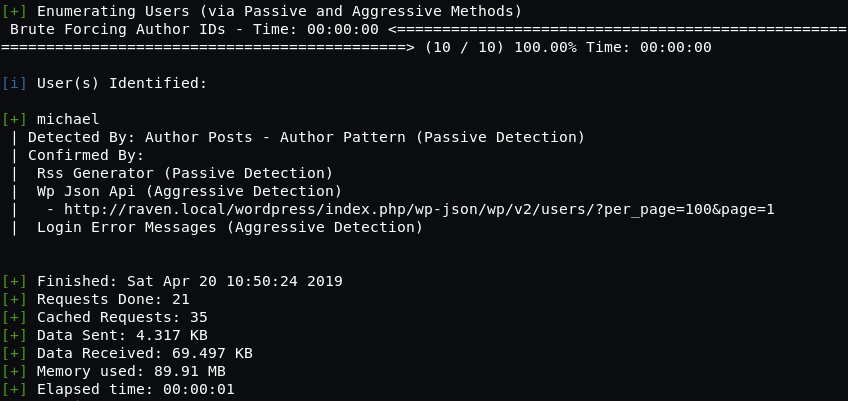 [+] Enumerating Users (via Passive and Aggressive Methods)
 Brute Forcing Author IDs - Time: 00:00:00 <==================================================
=============================================> (10 / 10) 100.00% Time: 00:00:00

[i] User(s) Identified:

[+] michael
 | Detected By: Author Posts - Author Pattern (Passive Detection)
 | Confirmed By:
 |  Rss Generator (Passive Detection)
 |  Wp Json Api (Aggressive Detection)
 |   - http://raven.local/wordpress/index.php/wp-json/wp/v2/users/?per_page=100&page=1
 |  Login Error Messages (Aggressive Detection)


[+] Finished: Sat Apr 20 10:50:24 2019
[+] Requests Done: 21
[+] Cached Requests: 35
[+] Data Sent: 4.317 KB
[+] Data Received: 69.497 KB
[+] Memory used: 89.91 MB
[+] Elapsed time: 00:00:01